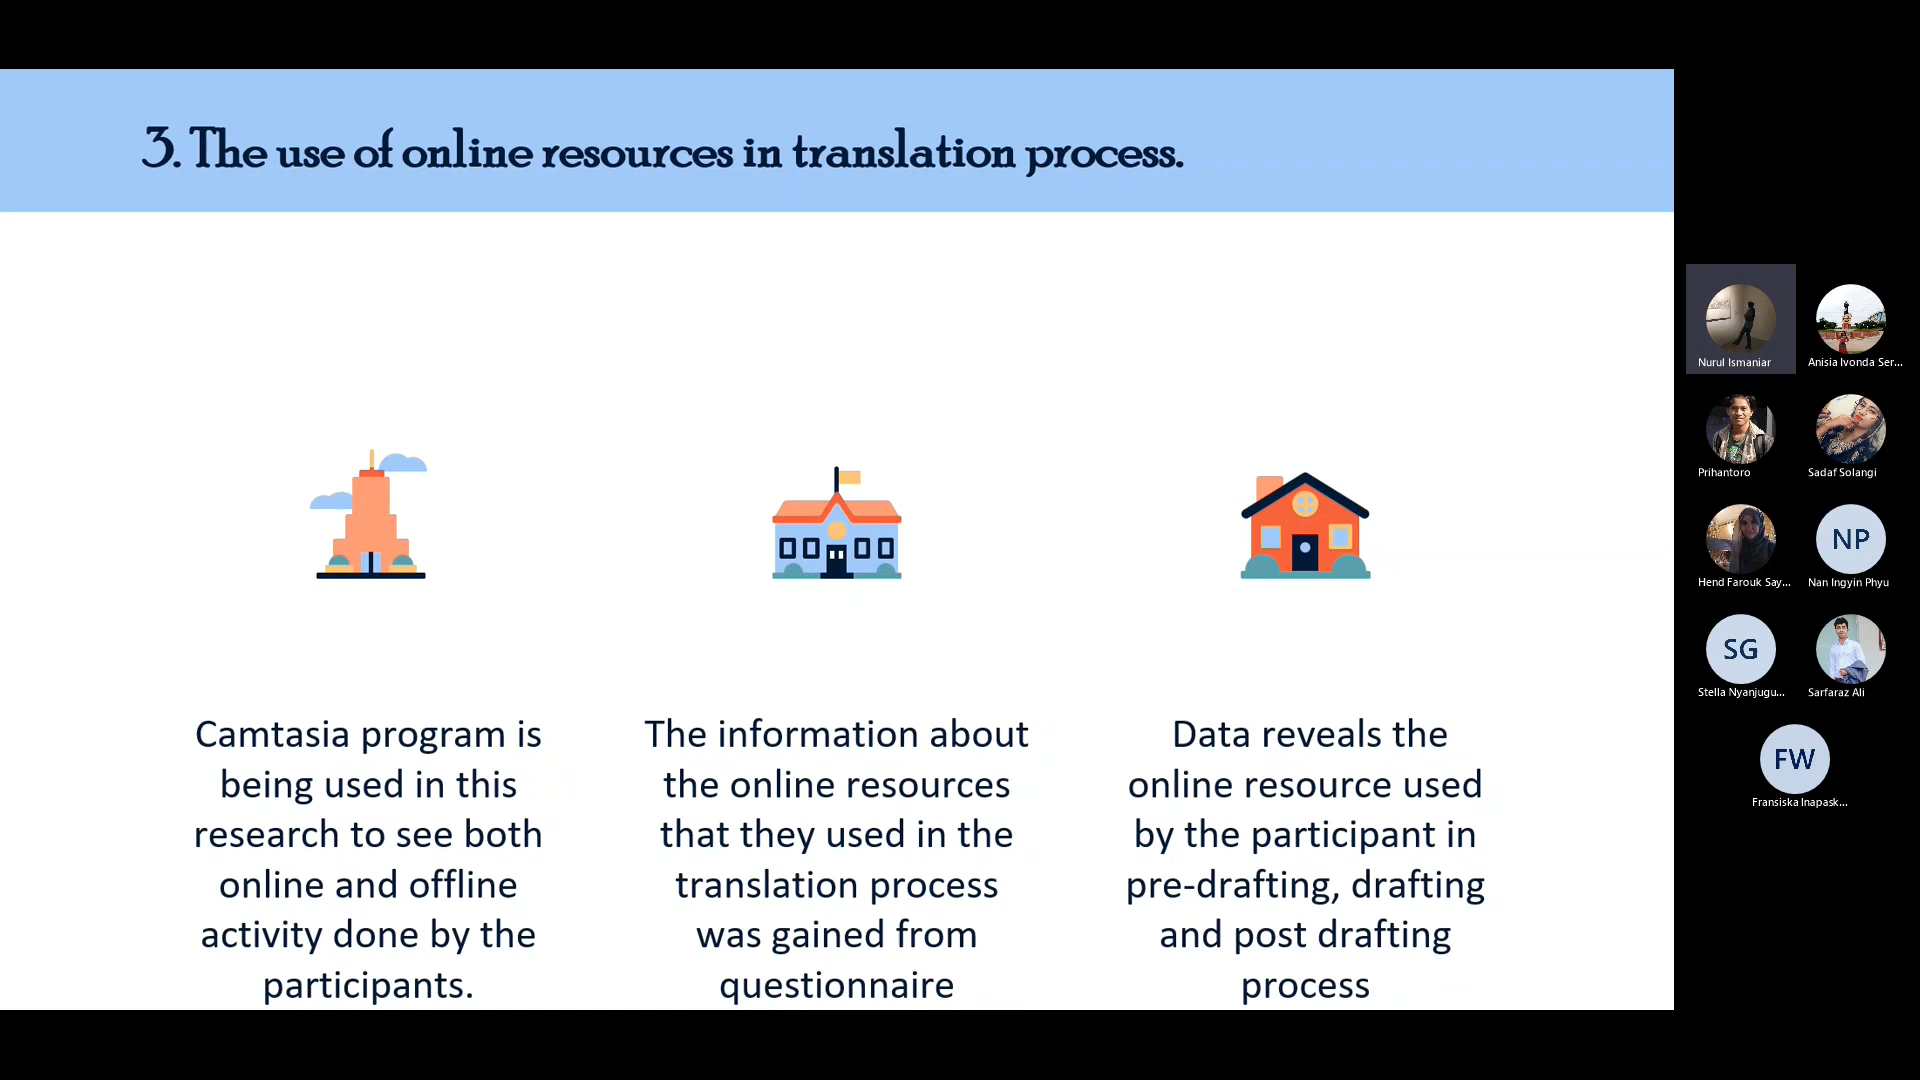 3. The use of online resources in translation process.
Camtasia program is
being used in this
research to see both
online and offline
activity done by the
participants.
The information about
the online resources
that they used in the
translation process
was gained from
questionnaire
Data reveals the
online resource used
by the participant in
pre-drafting, drafting
and post drafting
process
Nurul Ismaniar
Anisia Ivonda Ser...
Prihantoro
Sadaf Solangi
Hend Farouk Say...
NP
Nan Ingyin Phyu
SG
Stella Nyanjugu...
Sarfaraz Ali
FW
Fransiska Inapask...